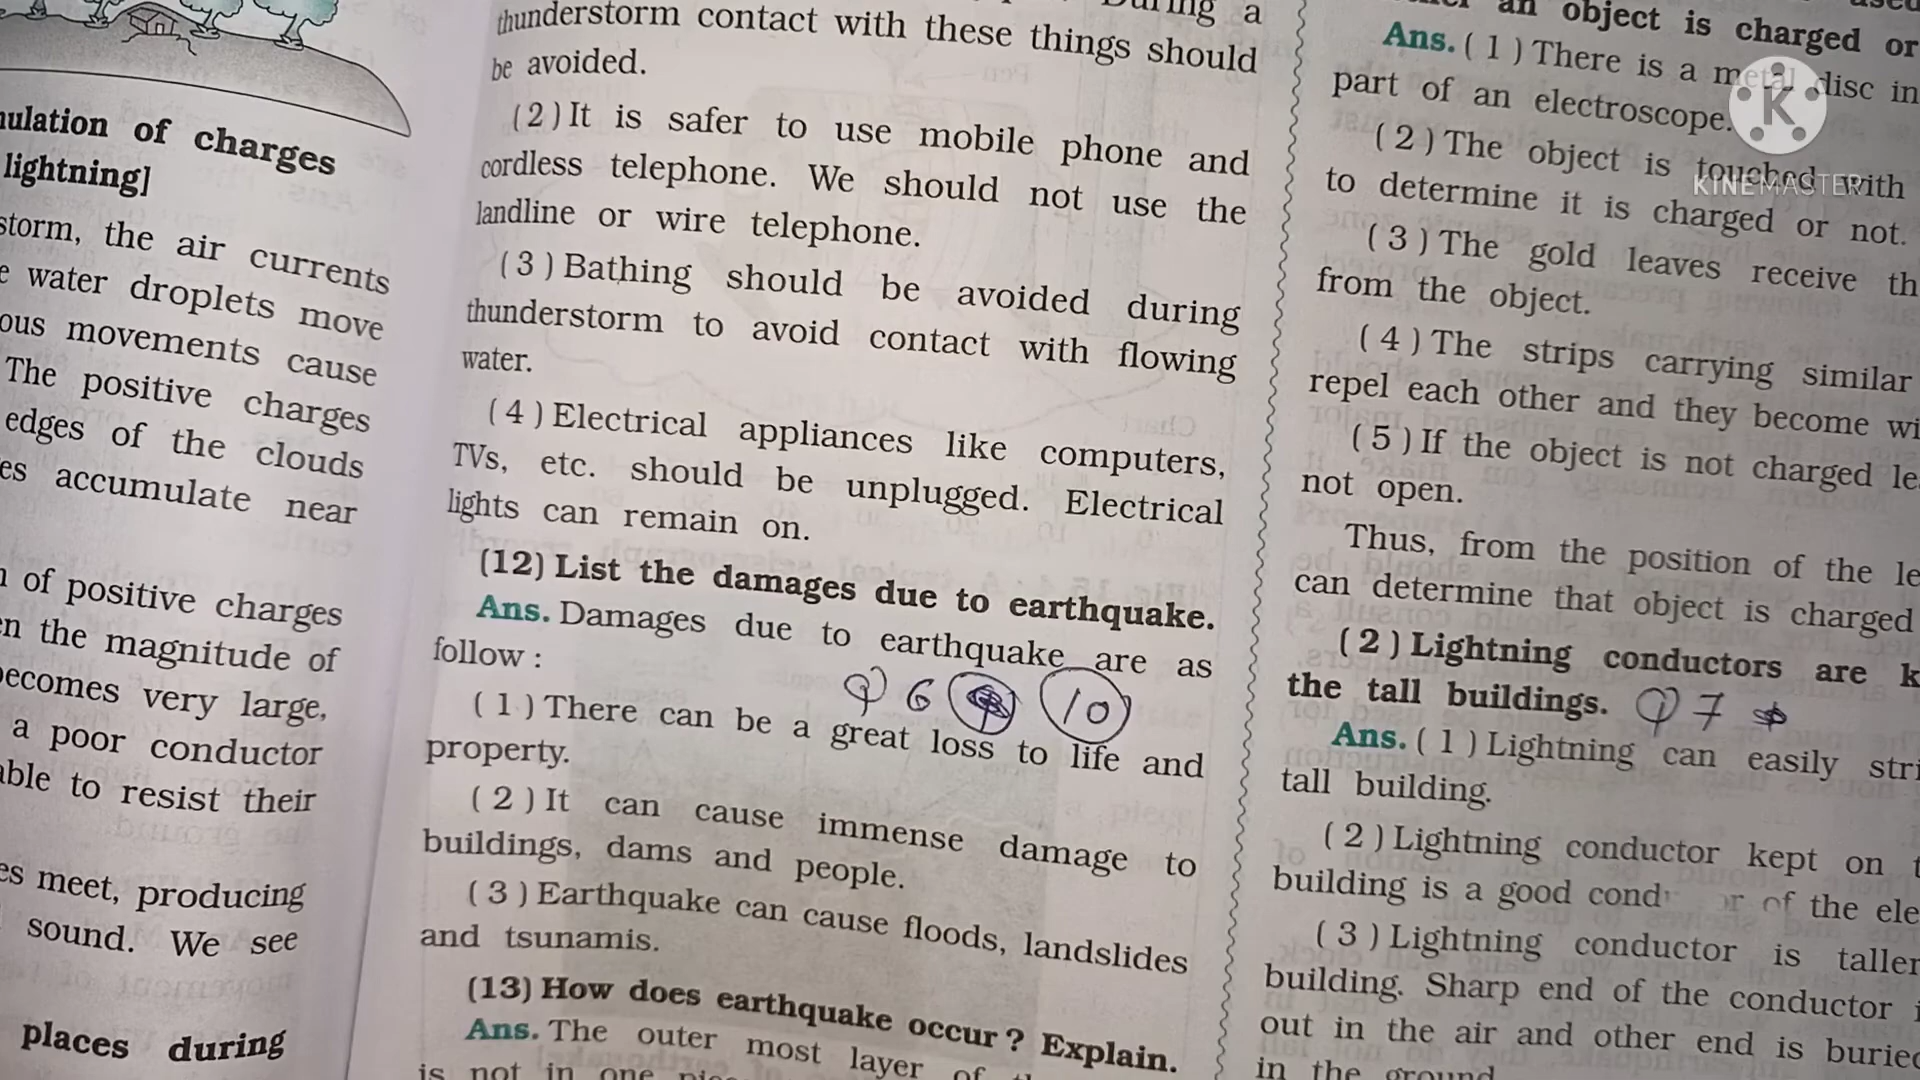 ulation of charges
lightning]
storm, the air currents
water droplets move
ous movements cause
The positive charges
edges of the clouds
es accumulate near
of positive charges
en the magnitude of
becomes very large,
a poor conductor
able to resist their
es meet, producing
sound. We see
places during
During a
thunderstorm contact with these things should
be avoided.
(2) It is safer to use mobile phone and
cordless telephone. We should not use the
landline or wire telephone.
(3) Bathing should be avoided during
thunderstorm to avoid contact with flowing
water.
(4) Electrical appliances like computers,
TVs, etc. should be unplugged. Electrical
lights can remain on.
(12) List the damages due to earthquake.
Ans. Damages due to earthquake are as
follow :
6 10
(1) There can be a great loss to life and
property.
(2) It can cause immense damage to
buildings, dams and people.
(3) Earthquake can cause floods, landslides
and tsunamis.
(13) How does earthquake occur? Explain.
Ans. The outer most layer of
is not in one
an object is charged or
Ans. (1) There is a metal disc in
part of an electroscope.
(2) The object is touched with
to determine it is charged or not.
(3) The gold leaves receive th
from the object.
(4) The strips carrying similar
repel each other and they become wi
(5) If the object is not charged le
not open.
Thus, from the position of the le
can determine that object is charged
(2) Lightning conductors are k
the tall buildings. 7
Ans. (1) Lightning can easily stri
tall building.
(2) Lightning conductor kept on t
building is a good cond r of the ele
(3) Lightning conductor is taller
building. Sharp end of the conductor i
out in the air and other end is buried
in the ground
K
KINEMASTER